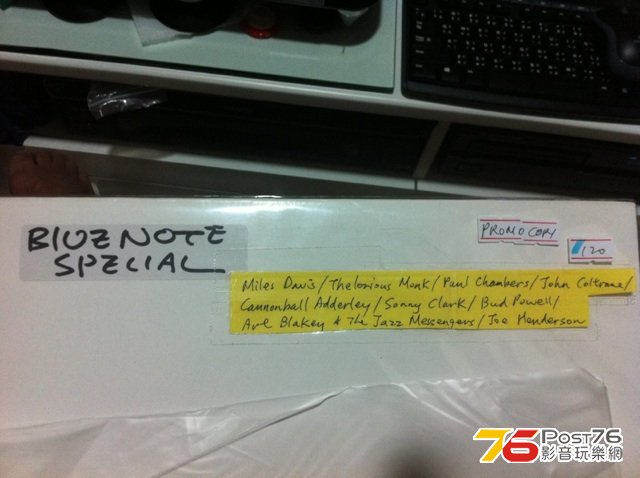 BLUE NOTE
SPECIAL
PROMO COPY
120
Miles Davis/Thelonious Monk/Paul Chambers/John Coltrane/
Cannonball Adderley/Sonny Clark/Bud Powell/
Art Blakey & The Jazz Messengers/Joe Henderson
76 Post76
影音玩樂網